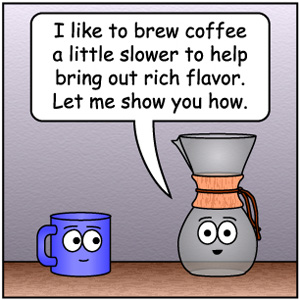 I like to brew coffee
a little slower to help
bring out rich flavor.
Let me show you how.